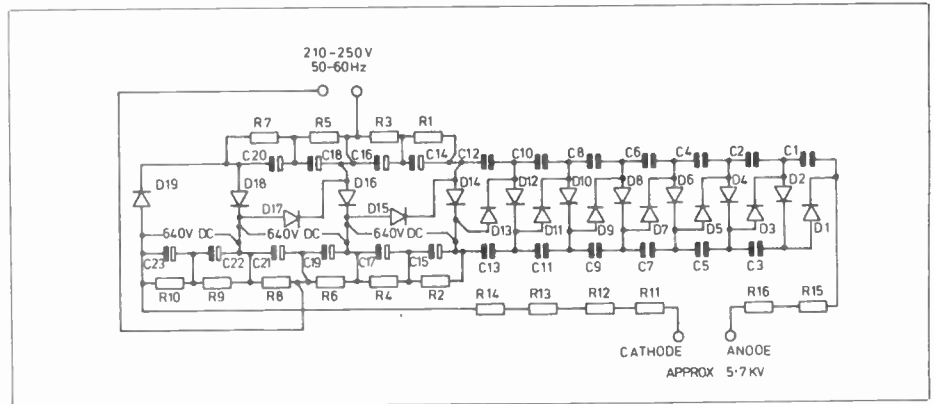 210-250V
50-60Hz
R7 R5 R3 R1
C20 C18 C16 C14 C12 C10 C8 C6 C4 C2 C1
D19 D18 D16 D14 D12 D10 D8 D6 D4 D2
D17 D15 D13 D11 D9 D7 D5 D3 D1
640V DC 640V DC 640V DC
C23 C22 C21 C19 C17 C15 C13 C11 C9 C7 C5 C3
R10 R9 R8 R6 R4 R2
R14 R13 R12 R11 R16 R15
CATHODE ANODE
APPROX 5·7KV